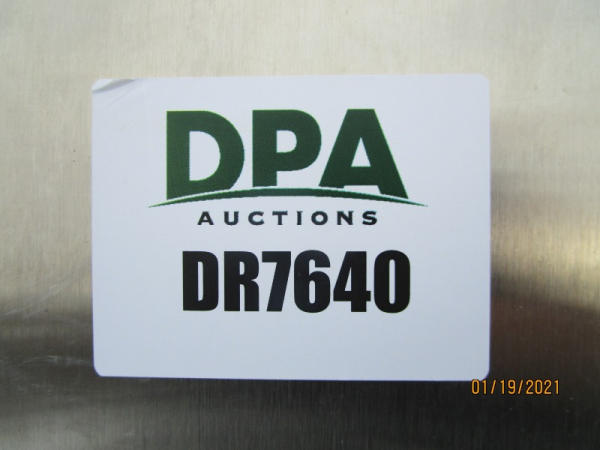 DPA
AUCTIONS
DR7640
01/19/2021